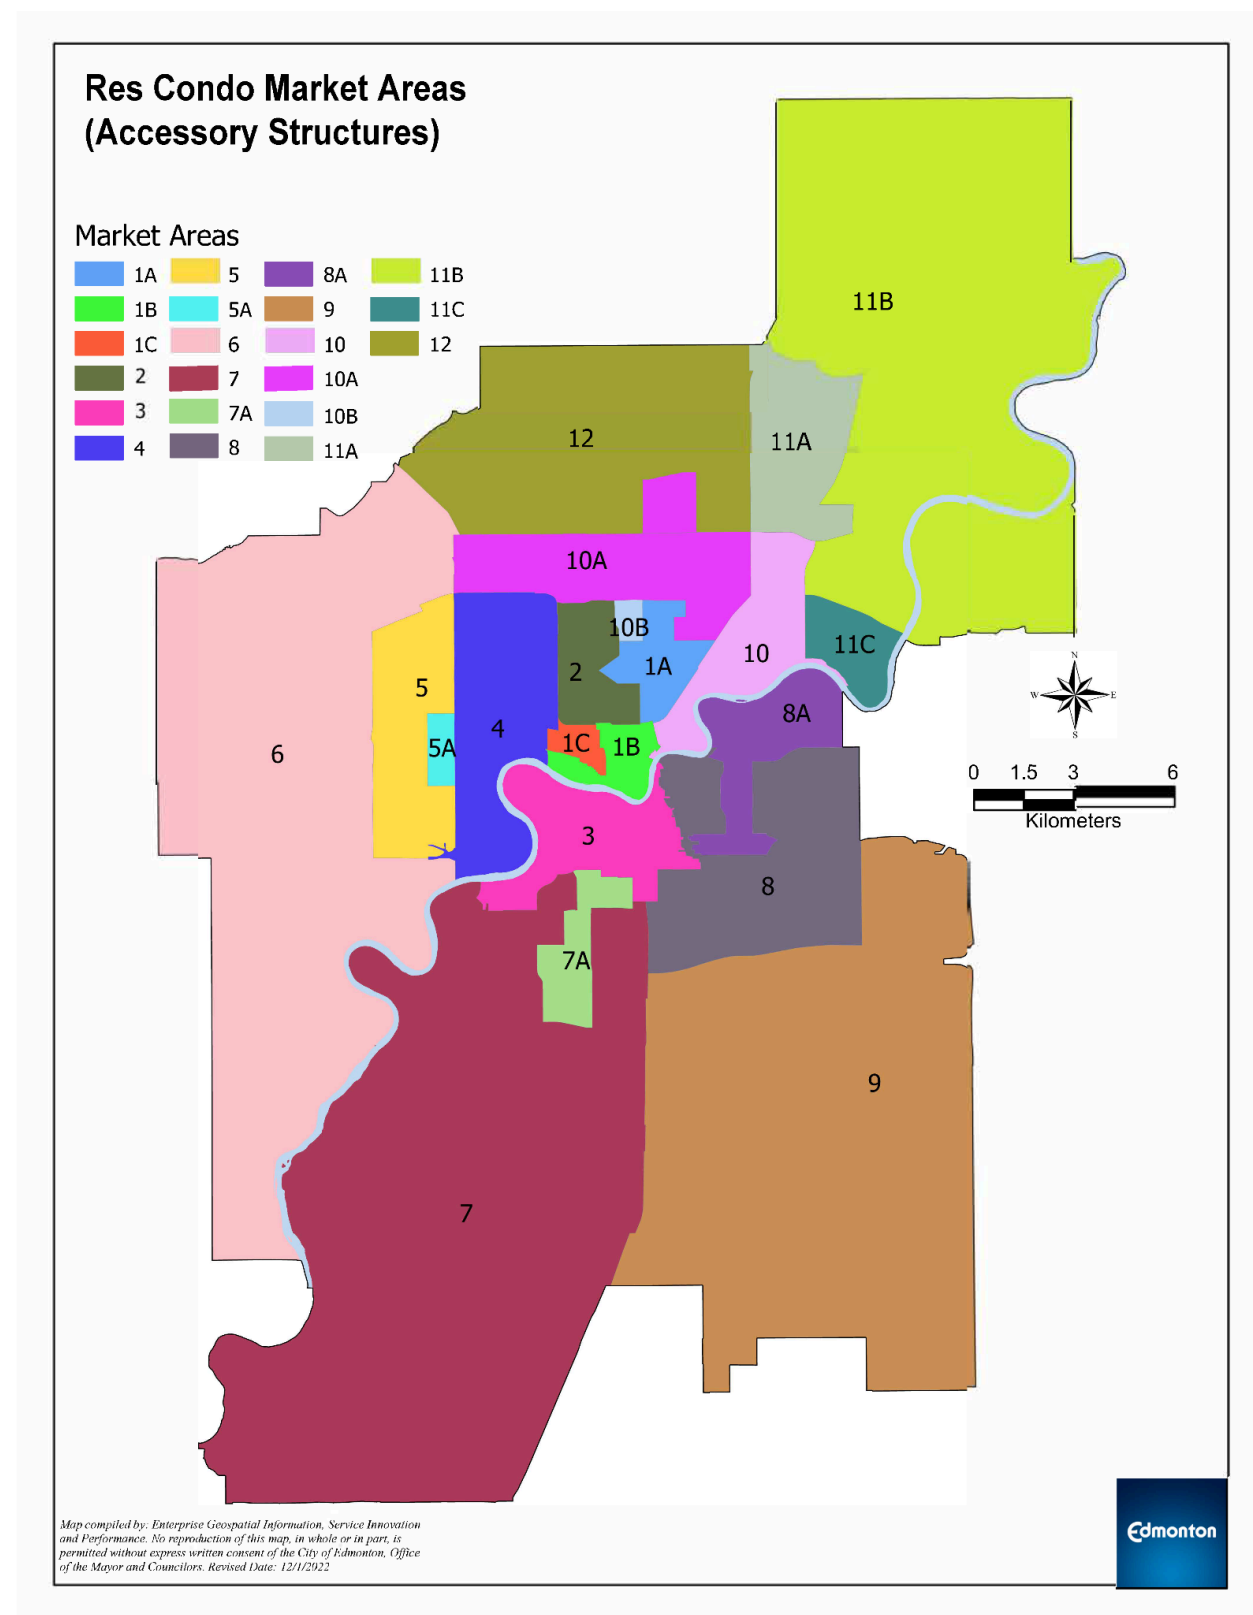 Res Condo Market Areas
(Accessory Structures)
Market Areas
1A
5
8A
11B
1B
5A
9
11C
1C
6
10
12
2
7
10A
3
7A
10B
4
8
11A
11B
12
11A
10A
10B
10
11C
2
1A
5
8A
4
5A
1C
1B
6
3
8
7A
9
7
N
W
E
S
0 1.5 3 6
Kilometers
Map compiled by: Enterprise Geospatial Information, Service Innovation
and Performance. No reproduction of this map, in whole or in part, is
permitted without express written consent of the City of Edmonton, Office
of the Mayor and Councilors. Revised Date: 12/1/2022
Edmonton